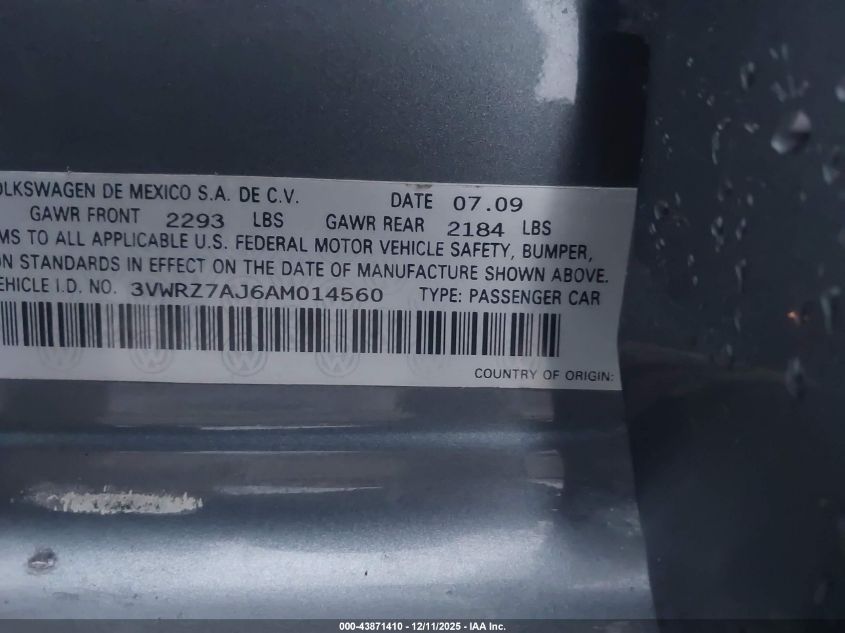 OLKSWAGEN DE MEXICO S.A. DE C.V. DATE 07.09
GAWR FRONT 2293 LBS GAWR REAR 2184 LBS
MS TO ALL APPLICABLE U.S. FEDERAL MOTOR VEHICLE SAFETY, BUMPER,
ON STANDARDS IN EFFECT ON THE DATE OF MANUFACTURE SHOWN ABOVE.
EHICLE I.D. NO. 3VWRZ7AJ6AM014560 TYPE: PASSENGER CAR
COUNTRY OF ORIGIN:
000-43871410 - 12/11/2025 - IAA Inc.